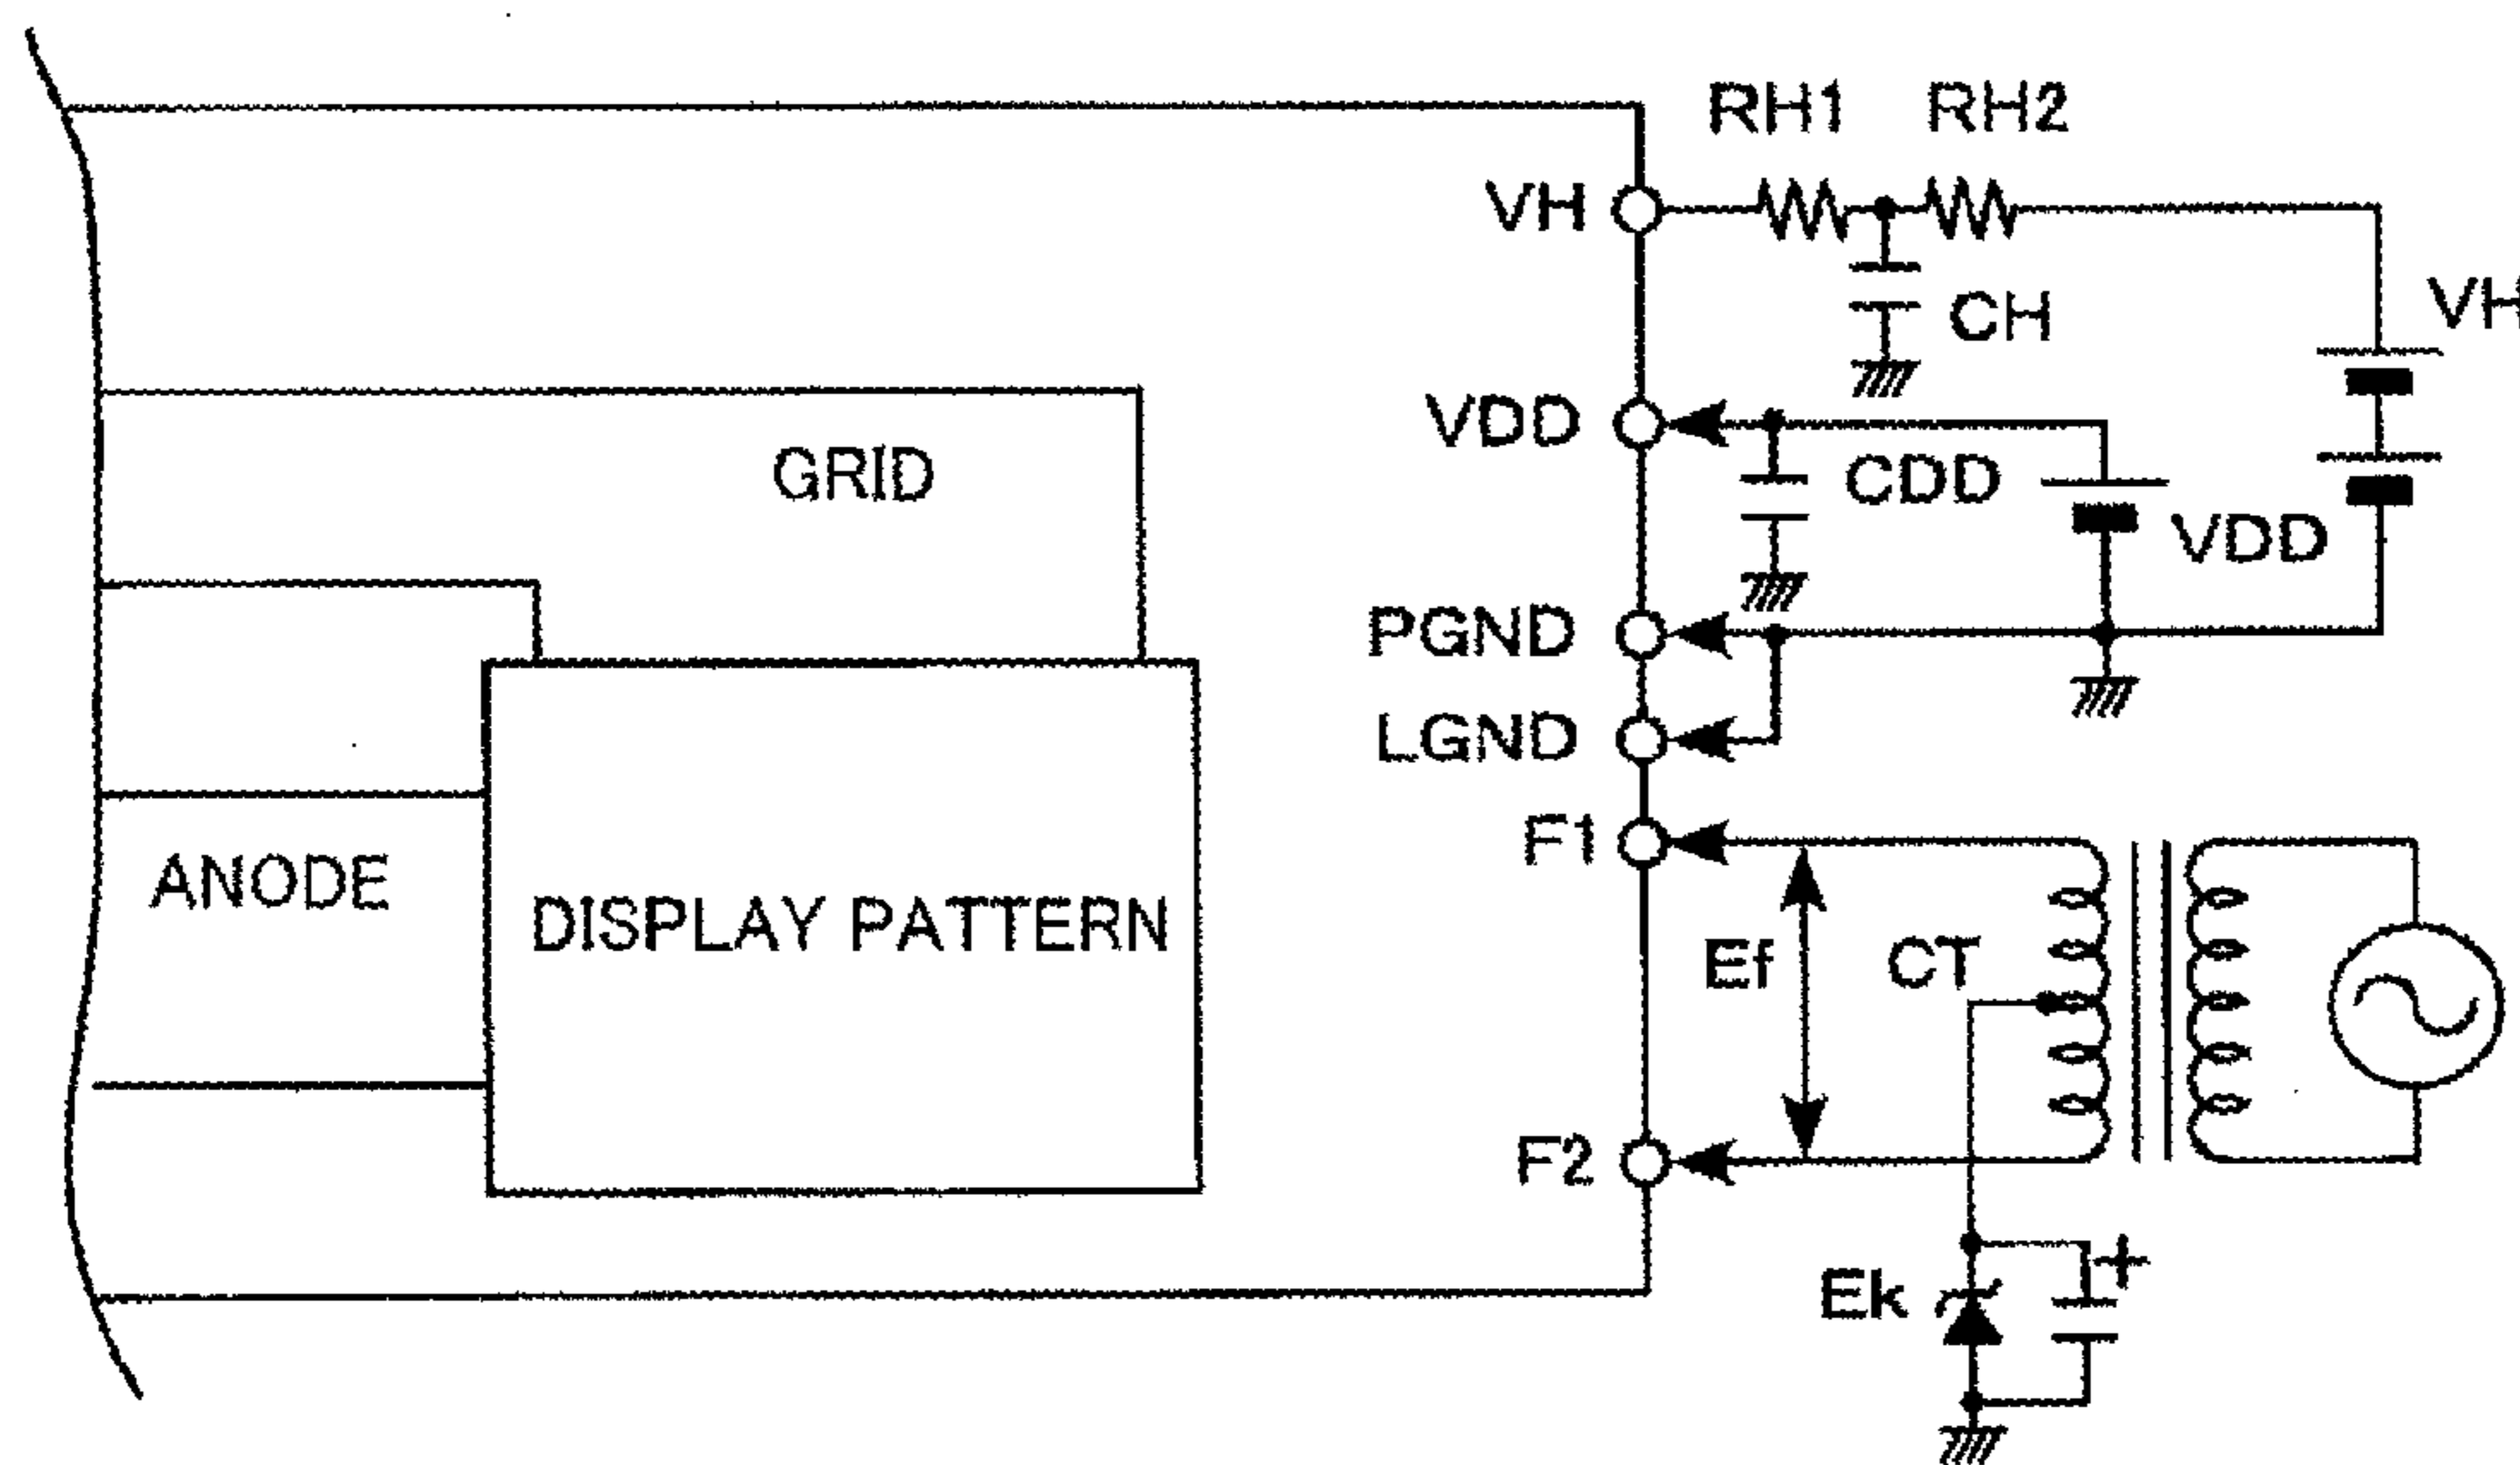 RH1 RH2
VH
CH
VH
VDD
CDD
VDD
GRID
PGND
LGND
F1
ANODE
DISPLAY PATTERN
Ef
CT
F2
Ek
+